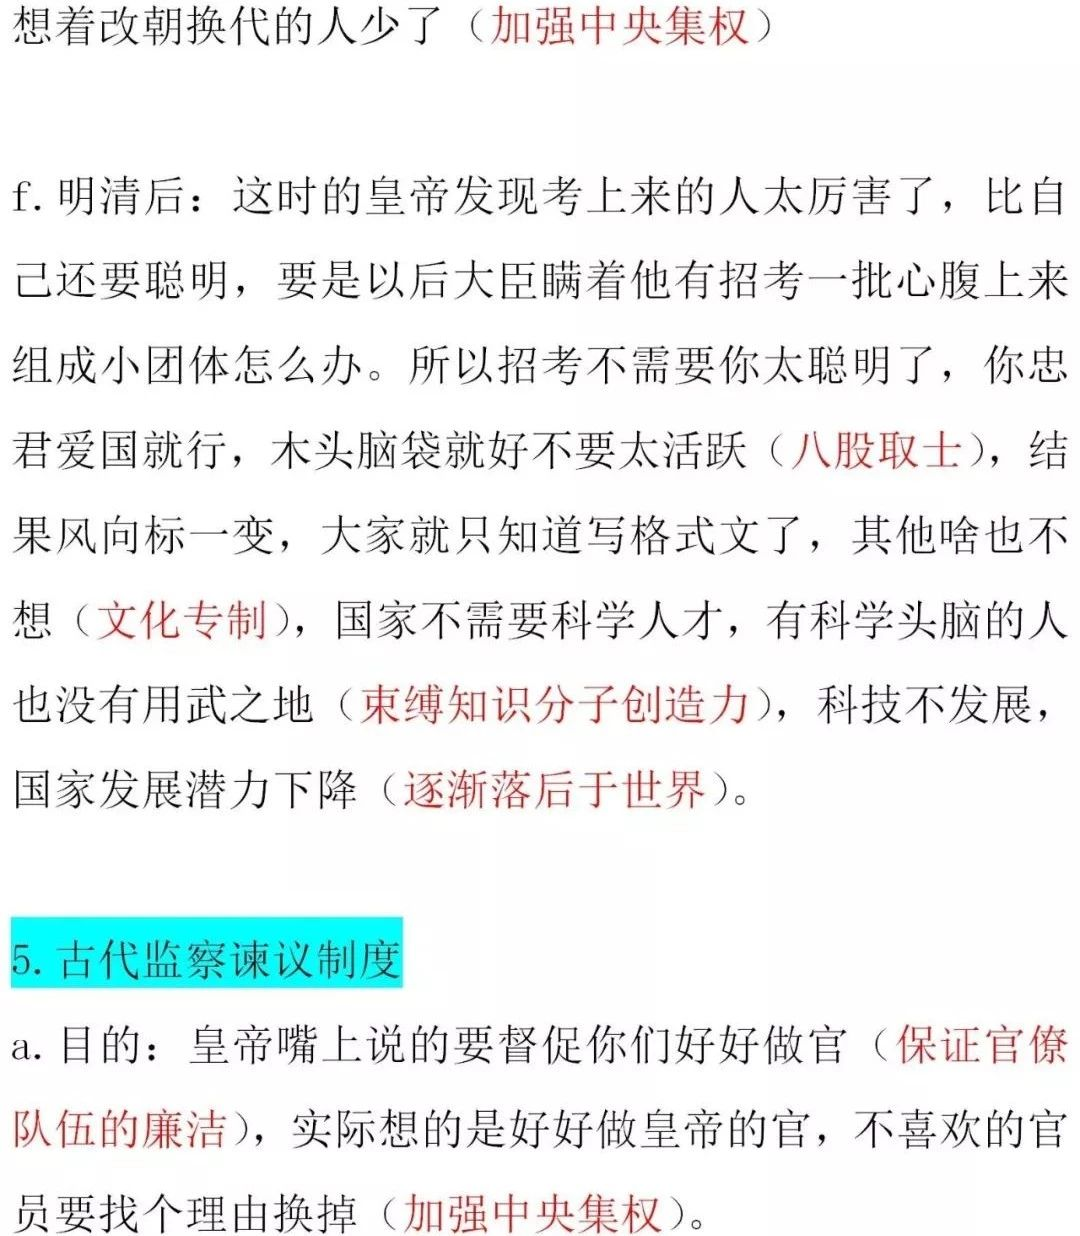 想着改朝换代的人少了（加强中央集权）
f.明清后：这时的皇帝发现考上来的人太厉害了，比自
己还要聪明，要是以后大臣瞒着他有招考一批心腹上来
组成小团体怎么办。所以招考不需要你太聪明了，你忠
君爱国就行，木头脑袋就好不要太活跃（八股取士），结
果风向标一变，大家就只知道写格式文了，其他啥也不
想（文化专制），国家不需要科学人才，有科学头脑的人
也没有用武之地（束缚知识分子创造力），科技不发展，
国家发展潜力下降（逐渐落后于世界）。
5.古代监察谏议制度
a.目的：皇帝嘴上说的要督促你们好好做官（保证官僚
队伍的廉洁），实际想的是好好做皇帝的官，不喜欢的官
员要找个理由换掉（加强中央集权）。